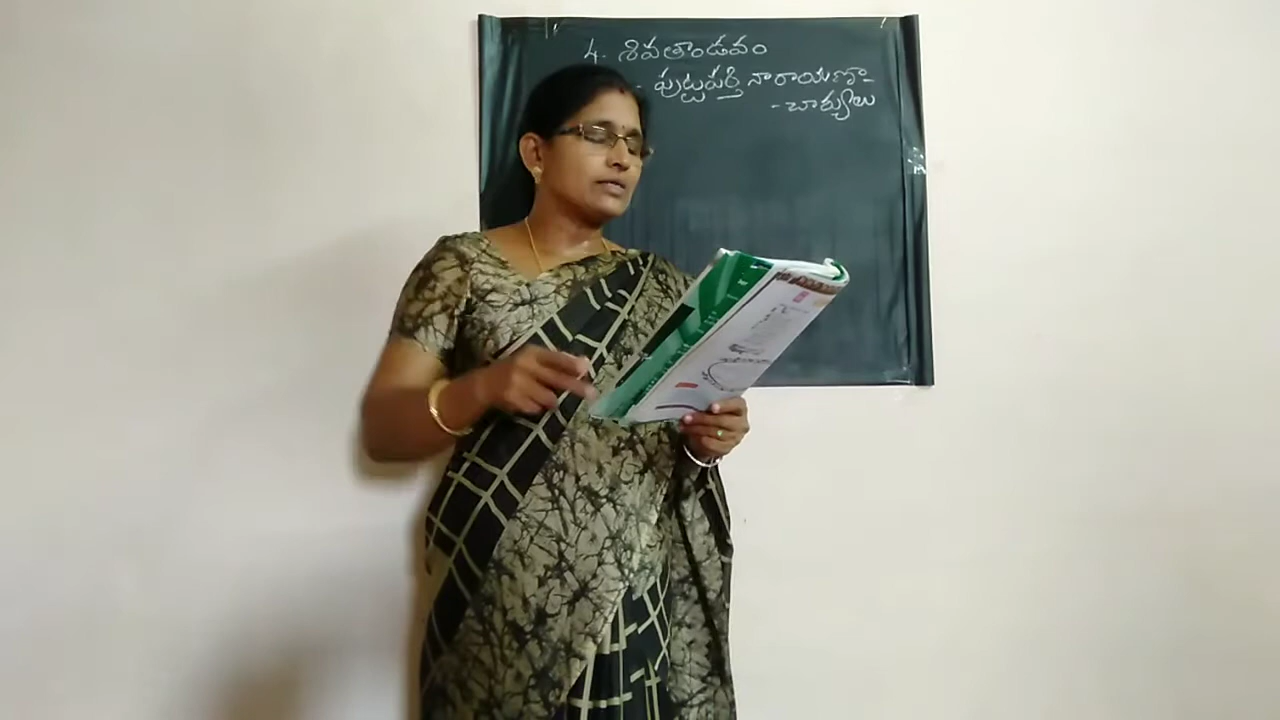 4. శివతాండవం
- పుట్టపర్తి నారాయణా-
- చార్యులు